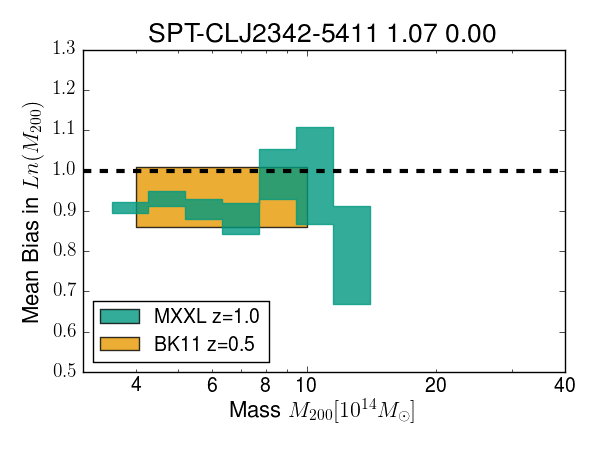 SPT-CLJ2342-5411 1.07 0.00
1.3
1.2
1.1
1.0
0.9
0.8
0.7
0.6
0.5
Mean Bias in Ln(M₂₀₀)
MXXL z=1.0
BK11 z=0.5
4 6 8 10 20 40
Mass M₂₀₀[10¹⁴M☉]